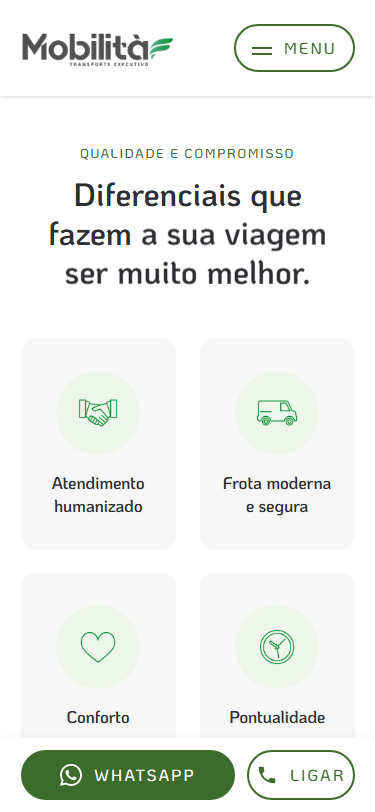 Mobilità
TRANSPORTE EXECUTIVO
MENU
QUALIDADE E COMPROMISSO
Diferenciais que
fazem a sua viagem
ser muito melhor.
Atendimento
humanizado
Frota moderna
e segura
Conforto
Pontualidade
WHATSAPP
LIGAR